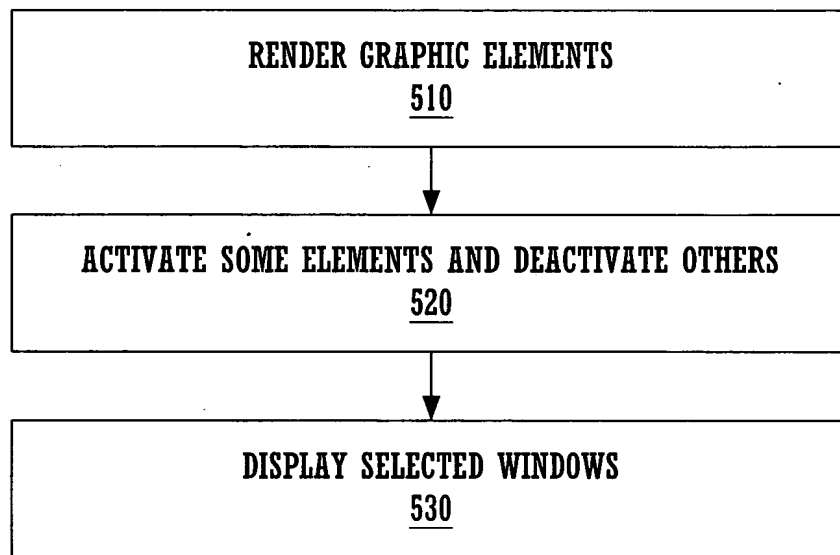 RENDER GRAPHIC ELEMENTS
510
ACTIVATE SOME ELEMENTS AND DEACTIVATE OTHERS
520
DISPLAY SELECTED WINDOWS
530